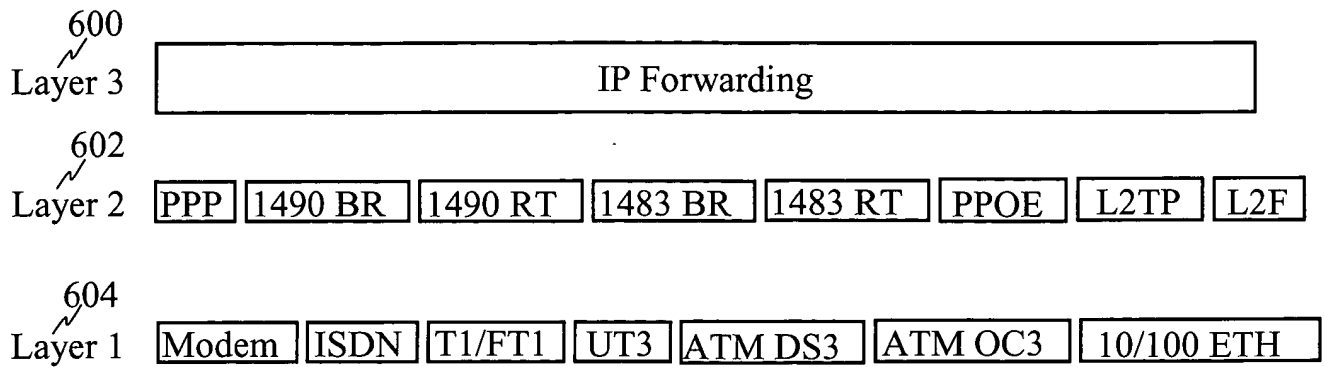 600
Layer 3 IP Forwarding
602
Layer 2 PPP 1490 BR 1490 RT 1483 BR 1483 RT PPOE L2TP L2F
604
Layer 1 Modem ISDN T1/FT1 UT3 ATM DS3 ATM OC3 10/100 ETH